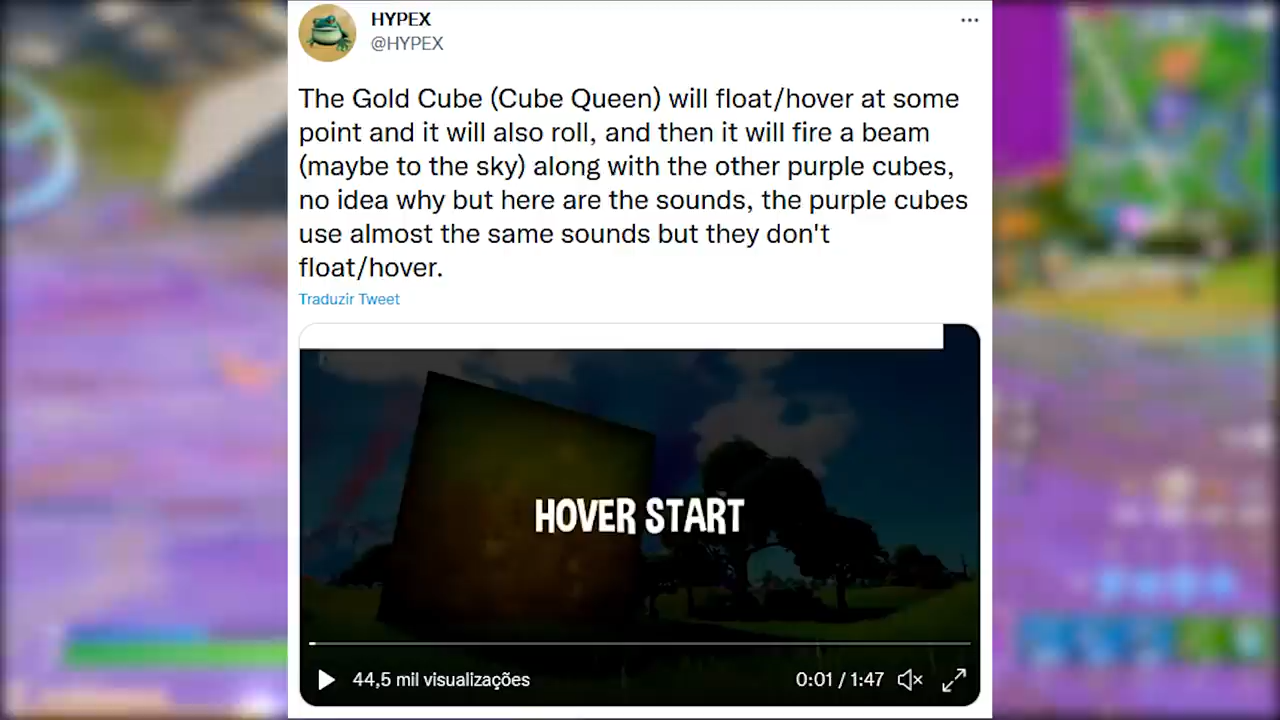 HYPEX
@HYPEX
The Gold Cube (Cube Queen) will float/hover at some
point and it will also roll, and then it will fire a beam
(maybe to the sky) along with the other purple cubes,
no idea why but here are the sounds, the purple cubes
use almost the same sounds but they don't
float/hover.
Traduzir Tweet
HOVER START
44,5 mil visualizações
0:01 / 1:47